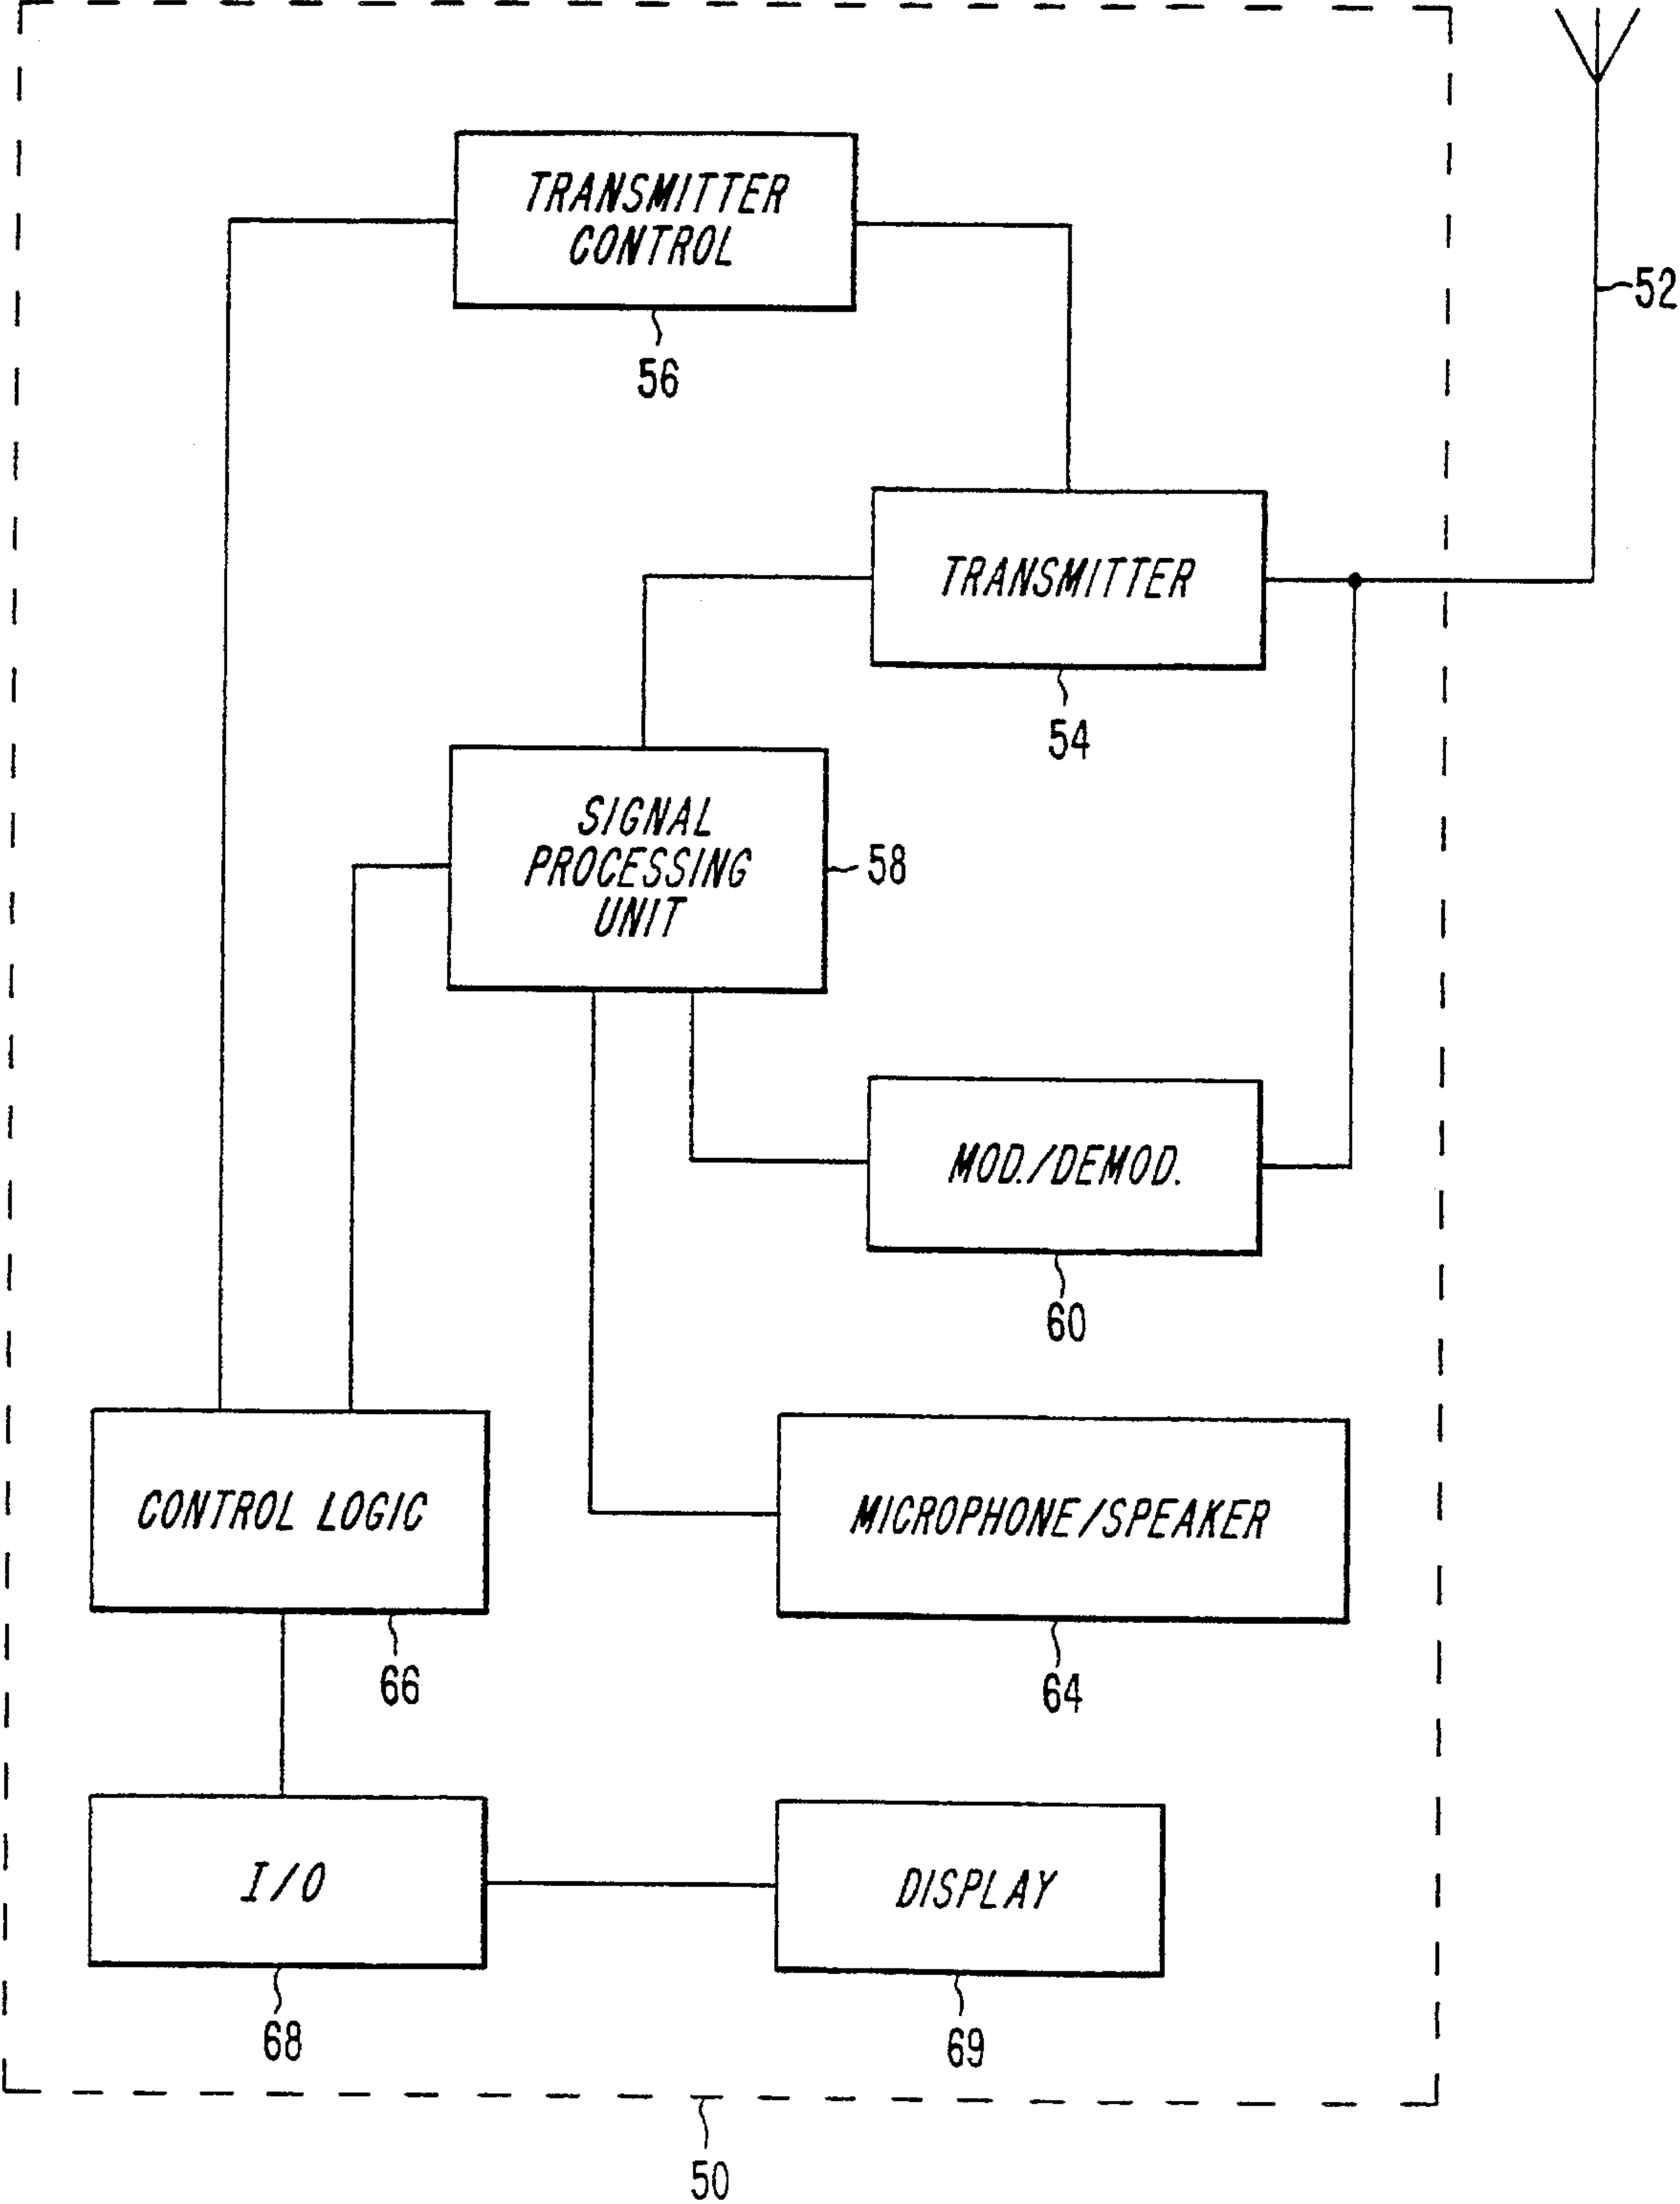 TRANSMITTER
CONTROL
56
52
TRANSMITTER
54
SIGNAL
PROCESSING
UNIT
58
MOD./DEMOD.
60
CONTROL LOGIC
66
MICROPHONE/SPEAKER
64
I/O
68
DISPLAY
69
50